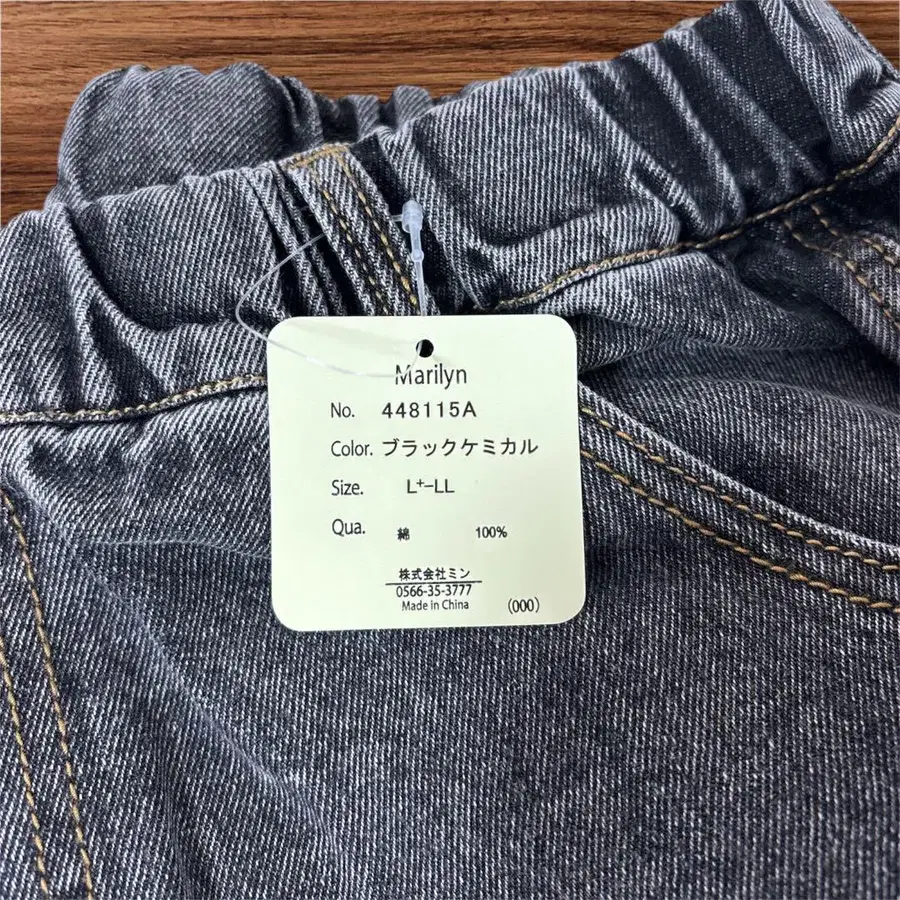 Marilyn
No. 448115A
Color. ブラックケミカル
Size. L⁺-LL
Qua. 綿 100%
株式会社ミン
0566-35-3777
Made in China (000)